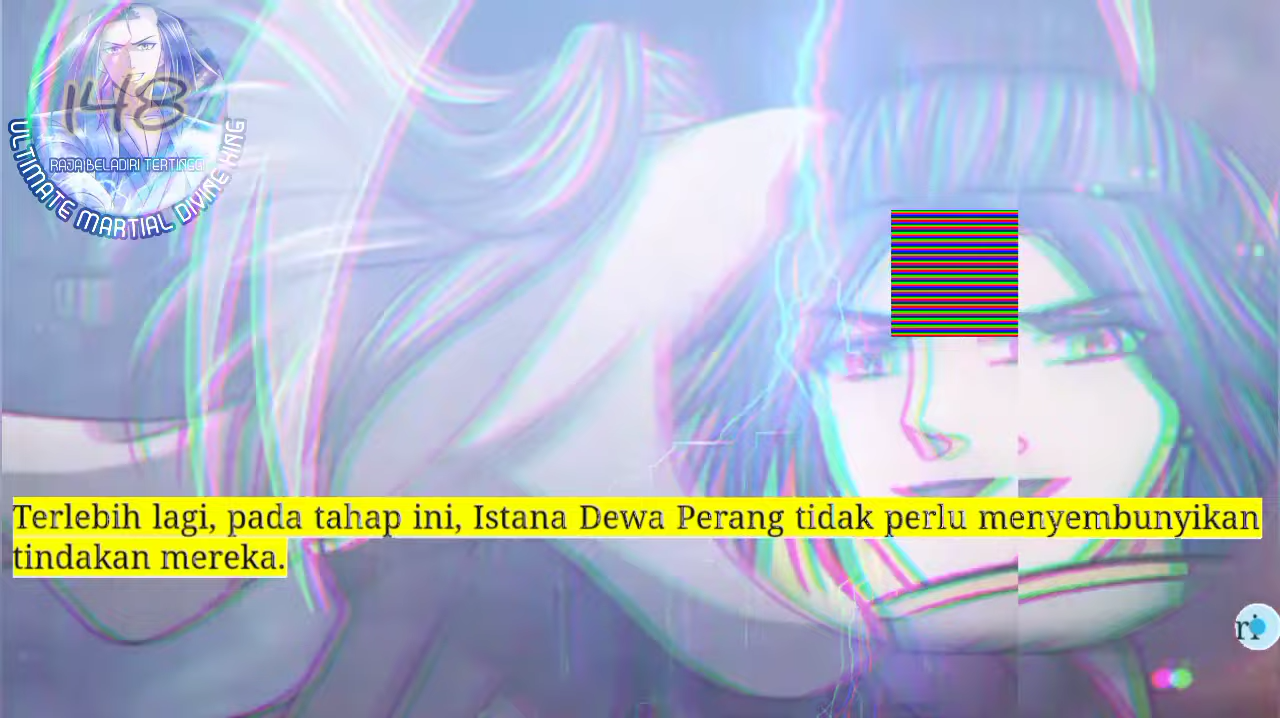 148
RAJA BELADIRI TERTINGGI
ULTIMATE MARTIAL DIVINE KING
Terlebih lagi, pada tahap ini, Istana Dewa Perang tidak perlu menyembunyikan
tindakan mereka.
ri